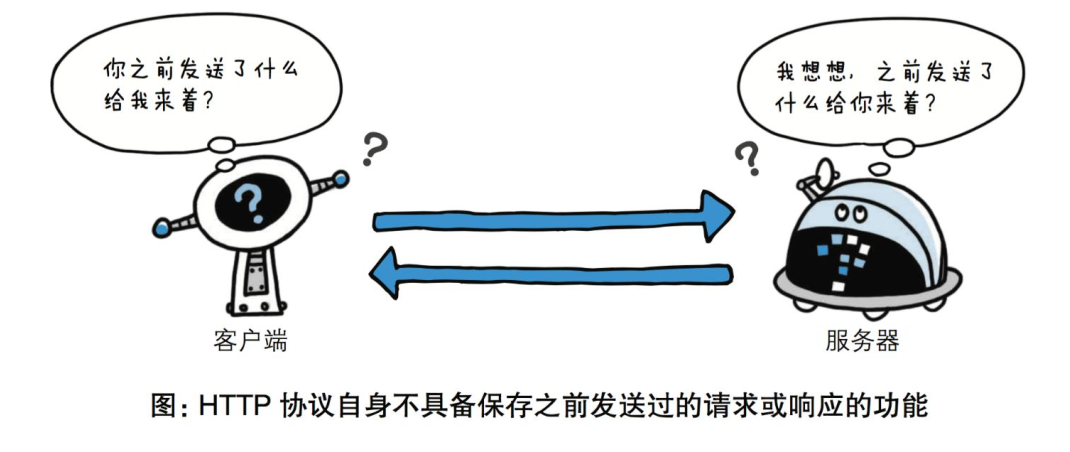 你之前发送了什么
给我来着?
我想想,之前发送了
什么给你来着?
?
?
?
客户端
服务器
图:HTTP 协议自身不具备保存之前发送过的请求或响应的功能